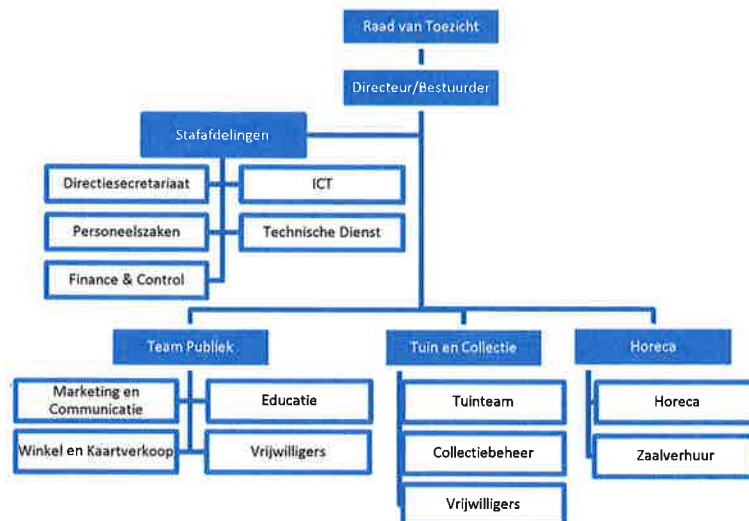 Raad van Toezicht
Directeur/Bestuurder
Stafafdelingen
Directiesecretariaat
ICT
Personeelszaken
Technische Dienst
Finance & Control
Team Publiek
Tuin en Collectie
Horeca
Marketing en
Communicatie
Educatie
Tuinteam
Horeca
Winkel en Kaartverkoop
Vrijwilligers
Collectiebeheer
Zaalverhuur
Vrijwilligers